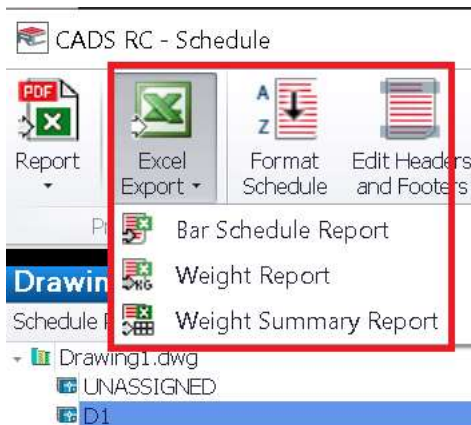 CADS RC - Schedule
PDF
A
Z
Report
Excel
Export
Format
Schedule
Edit Headers
and Footers
Bar Schedule Report
KG
Weight Report
Weight Summary Report
Drawin
Schedule
Drawing1.dwg
UNASSIGNED
D1